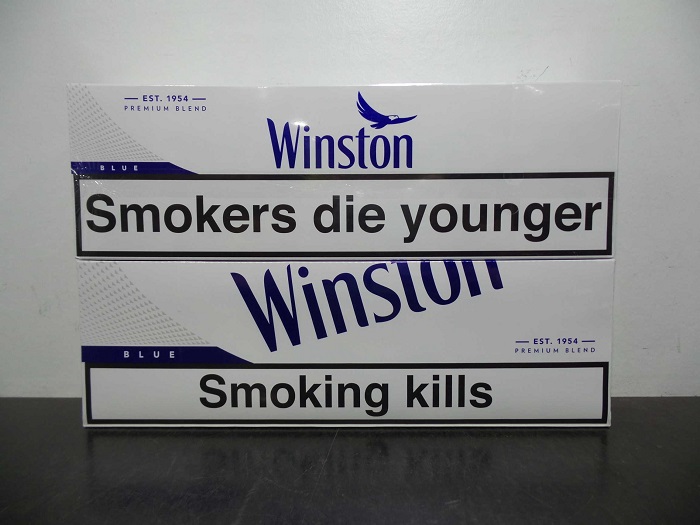 — EST. 1954 —
PREMIUM BLEND
Winston
BLUE
Smokers die younger
Winston
— EST. 1954 —
PREMIUM BLEND
BLUE
Smoking kills